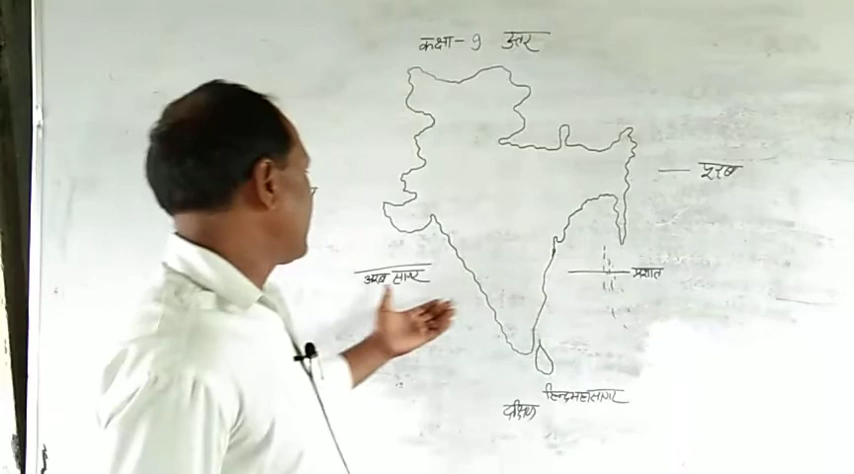 कक्षा - 9 उत्तर
पूरब
अरब सागर
प्रशांत
हिन्दमहासागर
दक्षिण